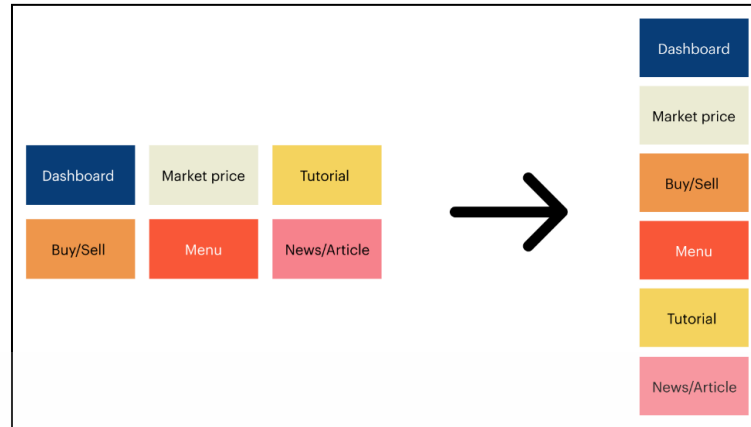 Dashboard
Market price
Tutorial
Buy/Sell
Menu
News/Article
Dashboard
Market price
Buy/Sell
Menu
Tutorial
News/Article